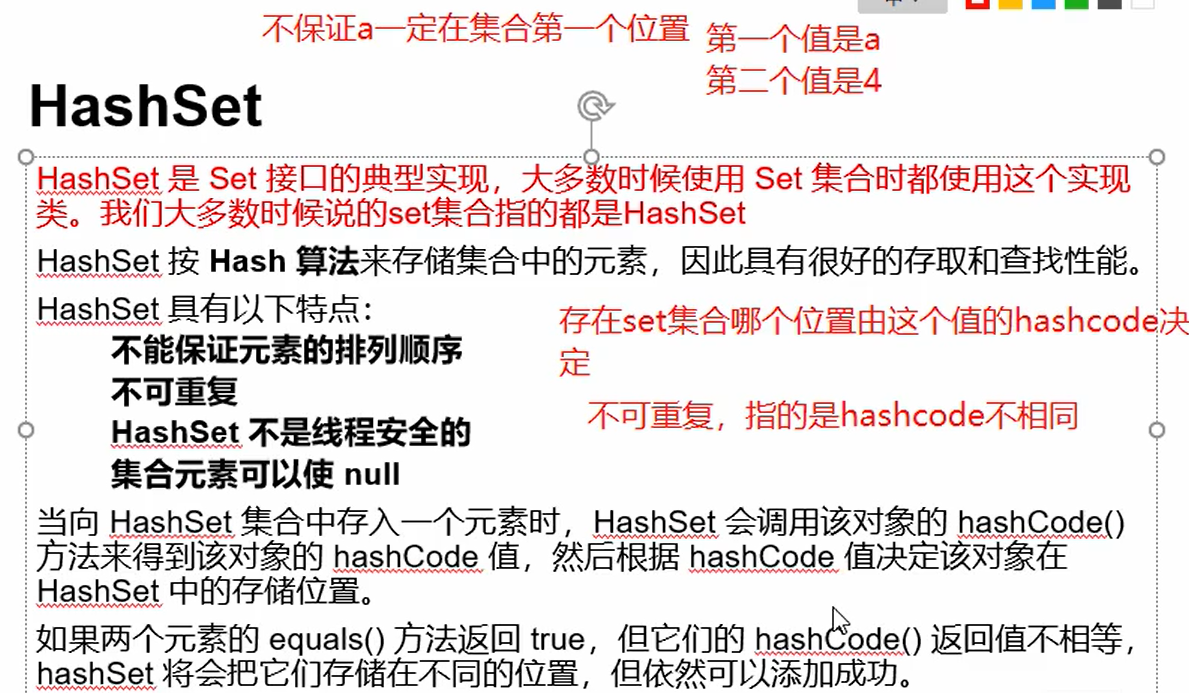 不保证a一定在集合第一个位置
第一个值是a
第二个值是4
HashSet
HashSet 是 Set 接口的典型实现，大多数时候使用 Set 集合时都使用这个实现
类。我们大多数时候说的set集合指的都是HashSet
HashSet 按 Hash 算法来存储集合中的元素，因此具有很好的存取和查找性能。
HashSet 具有以下特点：
存在set集合哪个位置由这个值的hashcode决
定
不能保证元素的排列顺序
不可重复
不可重复，指的是hashcode不相同
HashSet 不是线程安全的
集合元素可以使 null
当向 HashSet 集合中存入一个元素时，HashSet 会调用该对象的 hashCode()
方法来得到该对象的 hashCode 值，然后根据 hashCode 值决定该对象在
HashSet 中的存储位置。
如果两个元素的 equals() 方法返回 true，但它们的 hashCode() 返回值不相等，
hashSet 将会把它们存储在不同的位置，但依然可以添加成功。